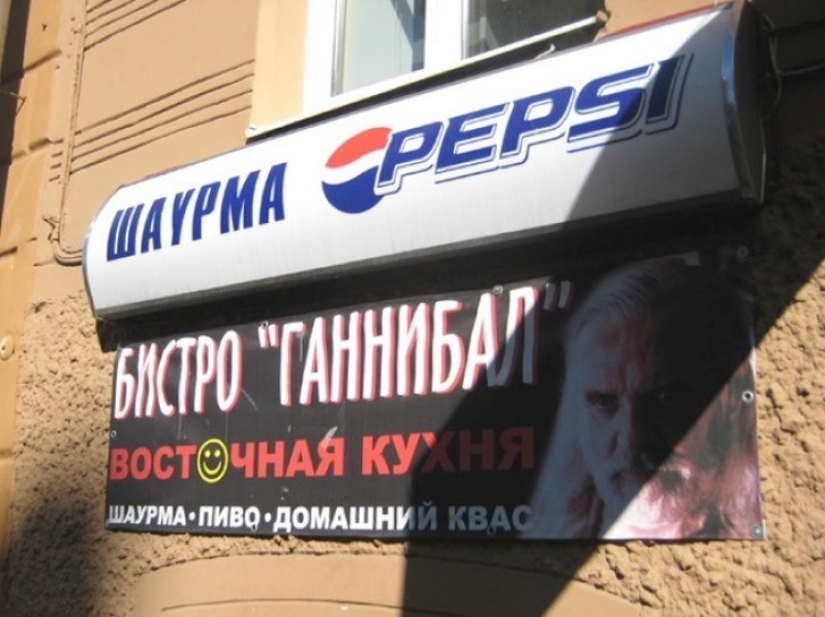 ШАУРМА PEPSI
БИСТРО "ГАННИБАЛ"
ВОСТОЧНАЯ КУХНЯ
ШАУРМА·ПИВО·ДОМАШНИЙ КВАС